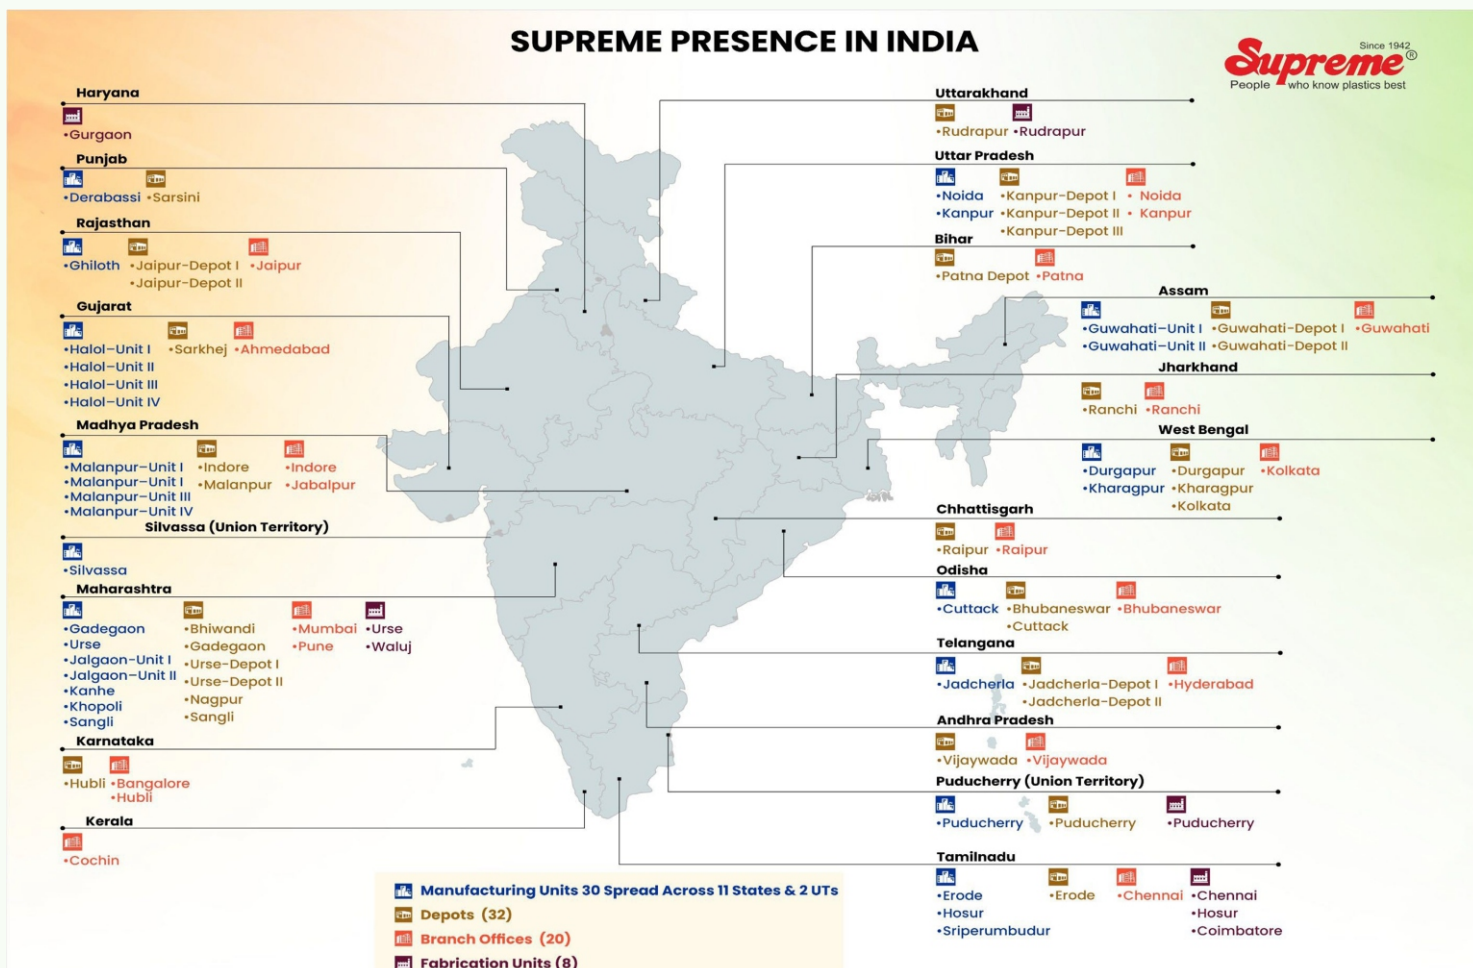 SUPREME PRESENCE IN INDIA
Since 1942
Supreme®
People who know plastics best
Haryana
•Gurgaon
Punjab
•Derabassi •Sarsini
Rajasthan
•Ghiloth •Jaipur-Depot I •Jaipur
•Jaipur-Depot II
Gujarat
•Halol-Unit I •Sarkhej •Ahmedabad
•Halol-Unit II
•Halol-Unit III
•Halol-Unit IV
Madhya Pradesh
•Malanpur-Unit I •Indore •Indore
•Malanpur-Unit I •Malanpur •Jabalpur
•Malanpur-Unit III
•Malanpur-Unit IV
Silvassa (Union Territory)
•Silvassa
Maharashtra
•Gadegaon •Bhiwandi •Mumbai •Urse
•Urse •Gadegaon •Pune •Waluj
•Jalgaon-Unit I •Urse-Depot I
•Jalgaon-Unit II •Urse-Depot II
•Kanhe •Nagpur
•Khopoli •Sangli
•Sangli
Karnataka
•Hubli •Bangalore
•Hubli
Kerala
•Cochin
Uttarakhand
•Rudrapur •Rudrapur
Uttar Pradesh
•Noida •Kanpur-Depot I • Noida
•Kanpur •Kanpur-Depot II • Kanpur
•Kanpur-Depot III
Bihar
•Patna Depot •Patna
Assam
•Guwahati-Unit I •Guwahati-Depot I •Guwahati
•Guwahati-Unit II •Guwahati-Depot II
Jharkhand
•Ranchi •Ranchi
West Bengal
•Durgapur •Durgapur •Kolkata
•Kharagpur •Kharagpur
•Kolkata
Chhattisgarh
•Raipur •Raipur
Odisha
•Cuttack •Bhubaneswar •Bhubaneswar
•Cuttack
Telangana
•Jadcherla •Jadcherla-Depot I •Hyderabad
•Jadcherla-Depot II
Andhra Pradesh
•Vijaywada •Vijaywada
Puducherry (Union Territory)
•Puducherry •Puducherry •Puducherry
Tamilnadu
•Erode •Erode •Chennai •Chennai
•Hosur •Hosur
•Sriperumbudur •Coimbatore
Manufacturing Units 30 Spread Across 11 States & 2 UTs
Depots (32)
Branch Offices (20)
Fabrication Units (8)